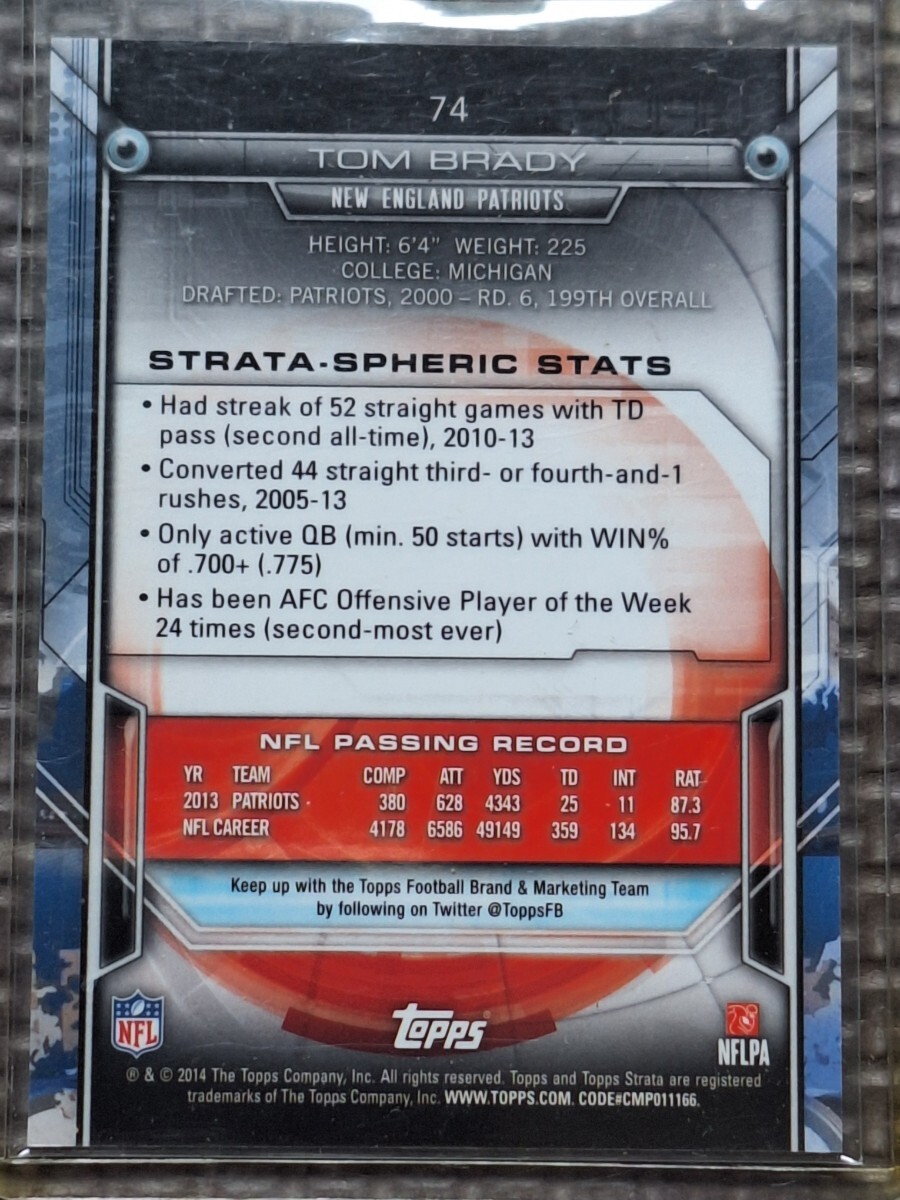 74
TOM BRADY
NEW ENGLAND PATRIOTS
HEIGHT: 6'4" WEIGHT: 225
COLLEGE: MICHIGAN
DRAFTED: PATRIOTS, 2000 – RD. 6, 199TH OVERALL
STRATA-SPHERIC STATS
• Had streak of 52 straight games with TD
pass (second all-time), 2010-13
• Converted 44 straight third- or fourth-and-1
rushes, 2005-13
• Only active QB (min. 50 starts) with WIN%
of .700+ (.775)
• Has been AFC Offensive Player of the Week
24 times (second-most ever)
NFL PASSING RECORD
YR TEAM COMP ATT YDS TD INT RAT
2013 PATRIOTS 380 628 4343 25 11 87.3
NFL CAREER 4178 6586 49149 359 134 95.7
Keep up with the Topps Football Brand & Marketing Team
by following on Twitter @ToppsFB
NFL
Topps
NFLPA
® & © 2014 The Topps Company, Inc. All rights reserved. Topps and Topps Strata are registered
trademarks of The Topps Company, Inc. WWW.TOPPS.COM. CODE#CMP011166.